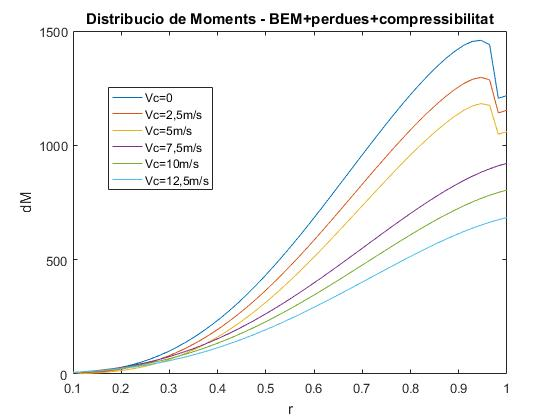 Distribucio de Moments - BEM+perdues+compressibilitat
1500
1000
500
0
dM
Vc=0
Vc=2,5m/s
Vc=5m/s
Vc=7,5m/s
Vc=10m/s
Vc=12,5m/s
0.1 0.2 0.3 0.4 0.5 0.6 0.7 0.8 0.9 1
r